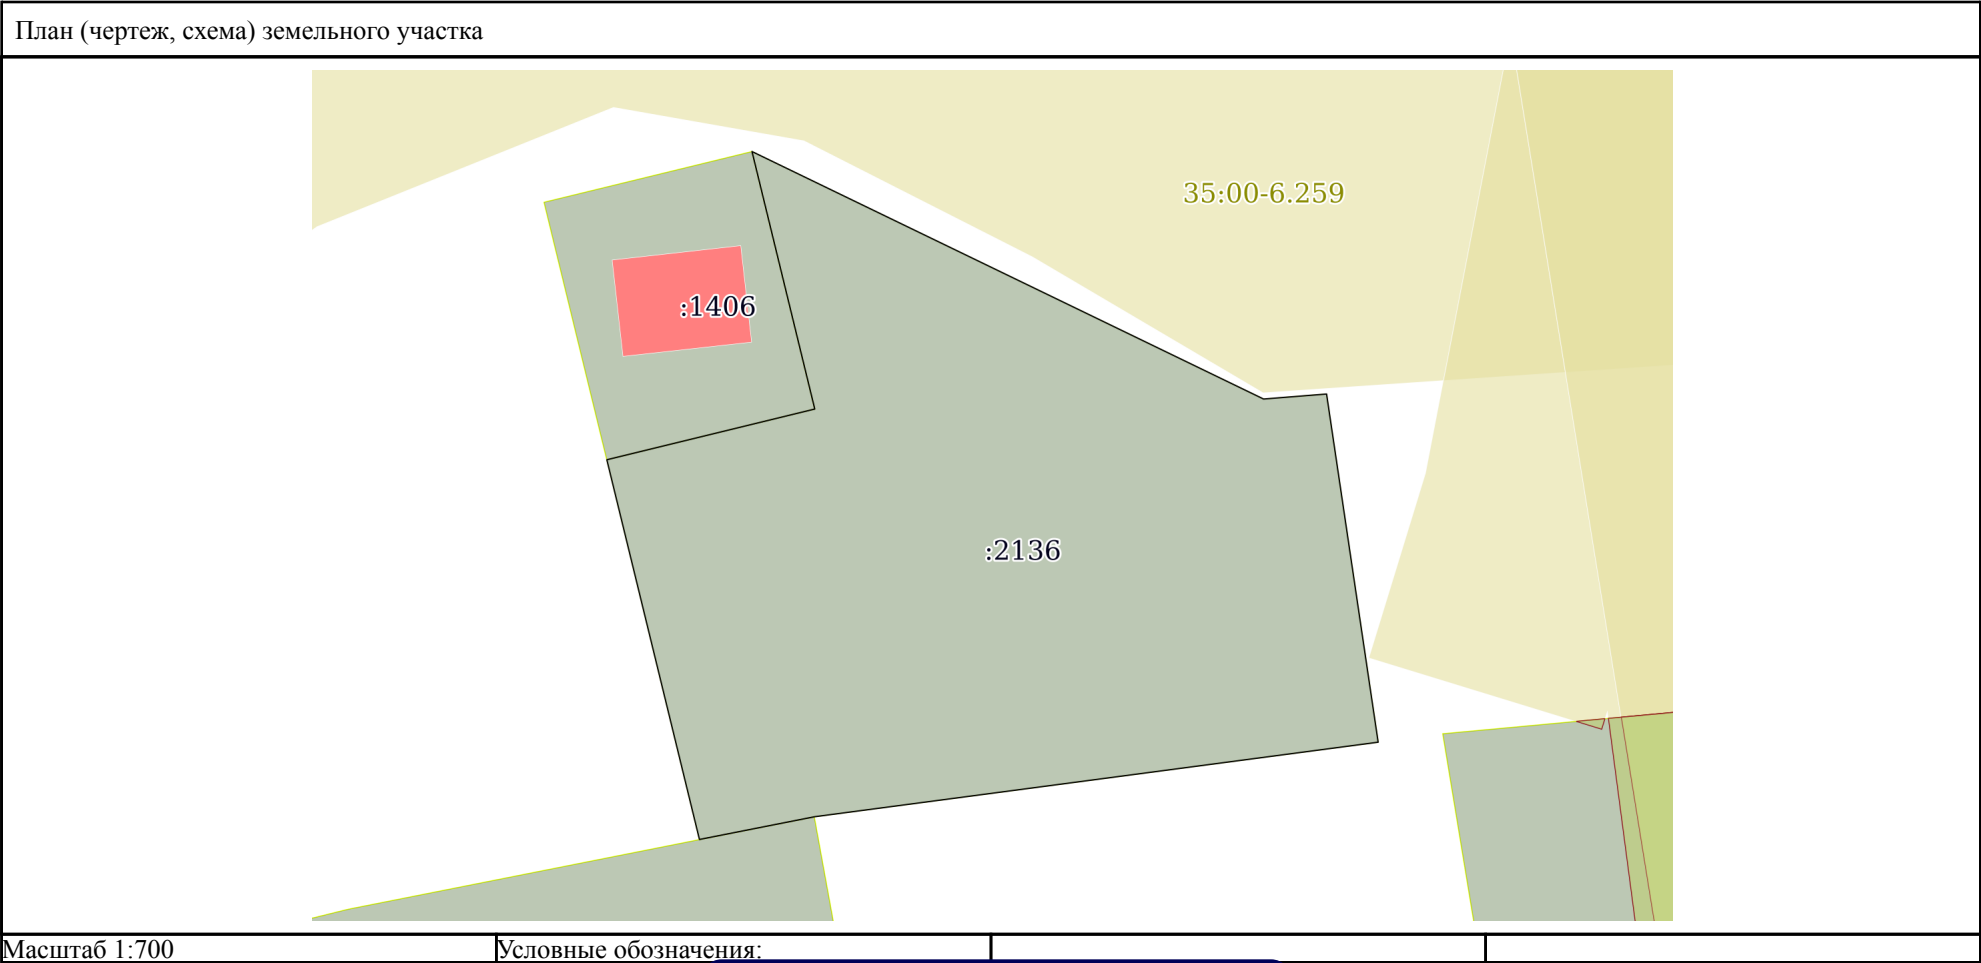 План (чертеж, схема) земельного участка
35:00-6.259
:1406
:2136
Масштаб 1:700
Условные обозначения: